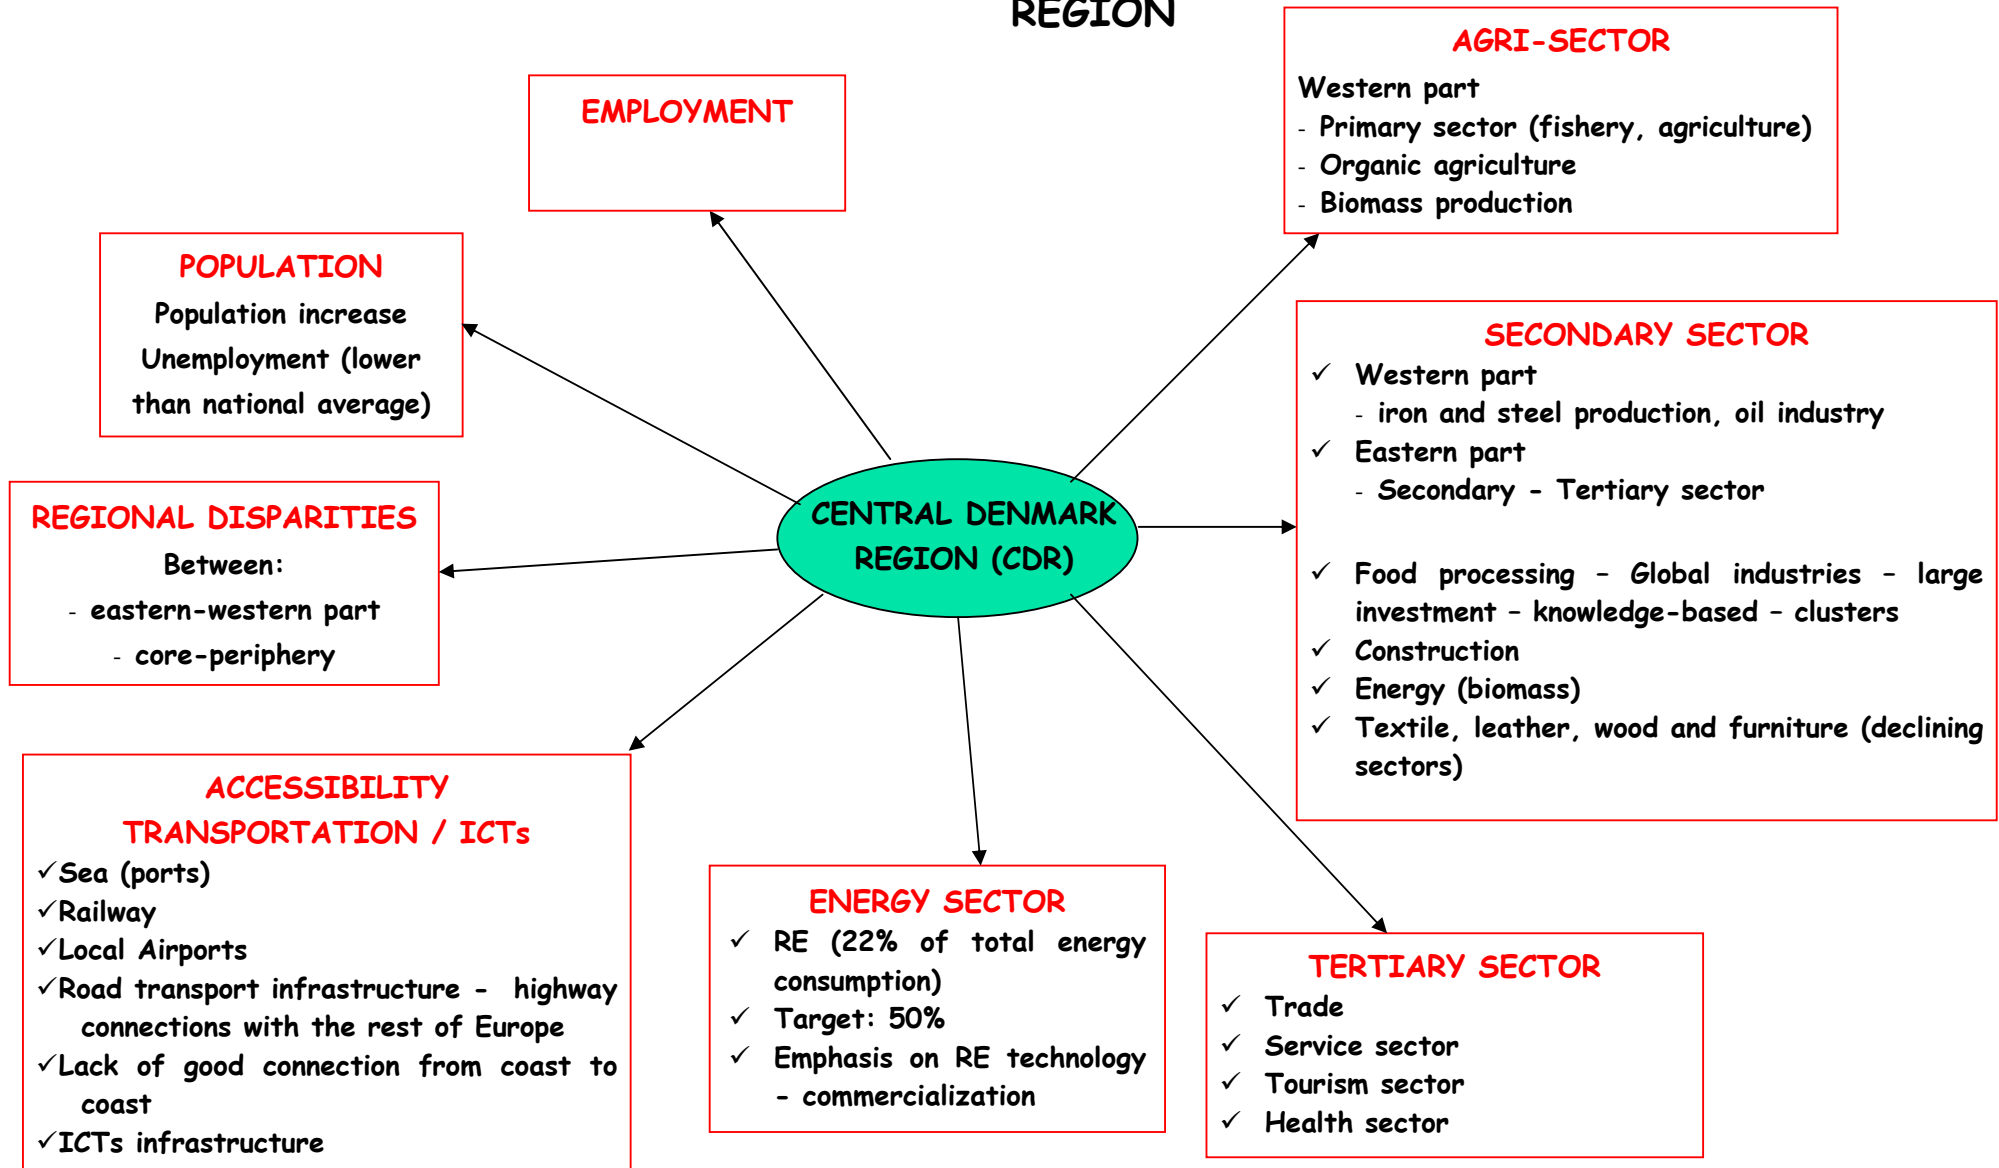 REGION
AGRI-SECTOR
Western part
- Primary sector (fishery, agriculture)
- Organic agriculture
- Biomass production
EMPLOYMENT
POPULATION
Population increase
Unemployment (lower
than national average)
SECONDARY SECTOR
✓ Western part
- iron and steel production, oil industry
✓ Eastern part
- Secondary - Tertiary sector
✓ Food processing – Global industries – large
investment – knowledge-based – clusters
✓ Construction
✓ Energy (biomass)
✓ Textile, leather, wood and furniture (declining
sectors)
CENTRAL DENMARK
REGION (CDR)
REGIONAL DISPARITIES
Between:
- eastern-western part
- core-periphery
ACCESSIBILITY
TRANSPORTATION / ICTs
✓Sea (ports)
✓Railway
✓Local Airports
✓Road transport infrastructure - highway
connections with the rest of Europe
✓Lack of good connection from coast to
coast
✓ICTs infrastructure
ENERGY SECTOR
✓ RE (22% of total energy
consumption)
✓ Target: 50%
✓ Emphasis on RE technology
- commercialization
TERTIARY SECTOR
✓ Trade
✓ Service sector
✓ Tourism sector
✓ Health sector